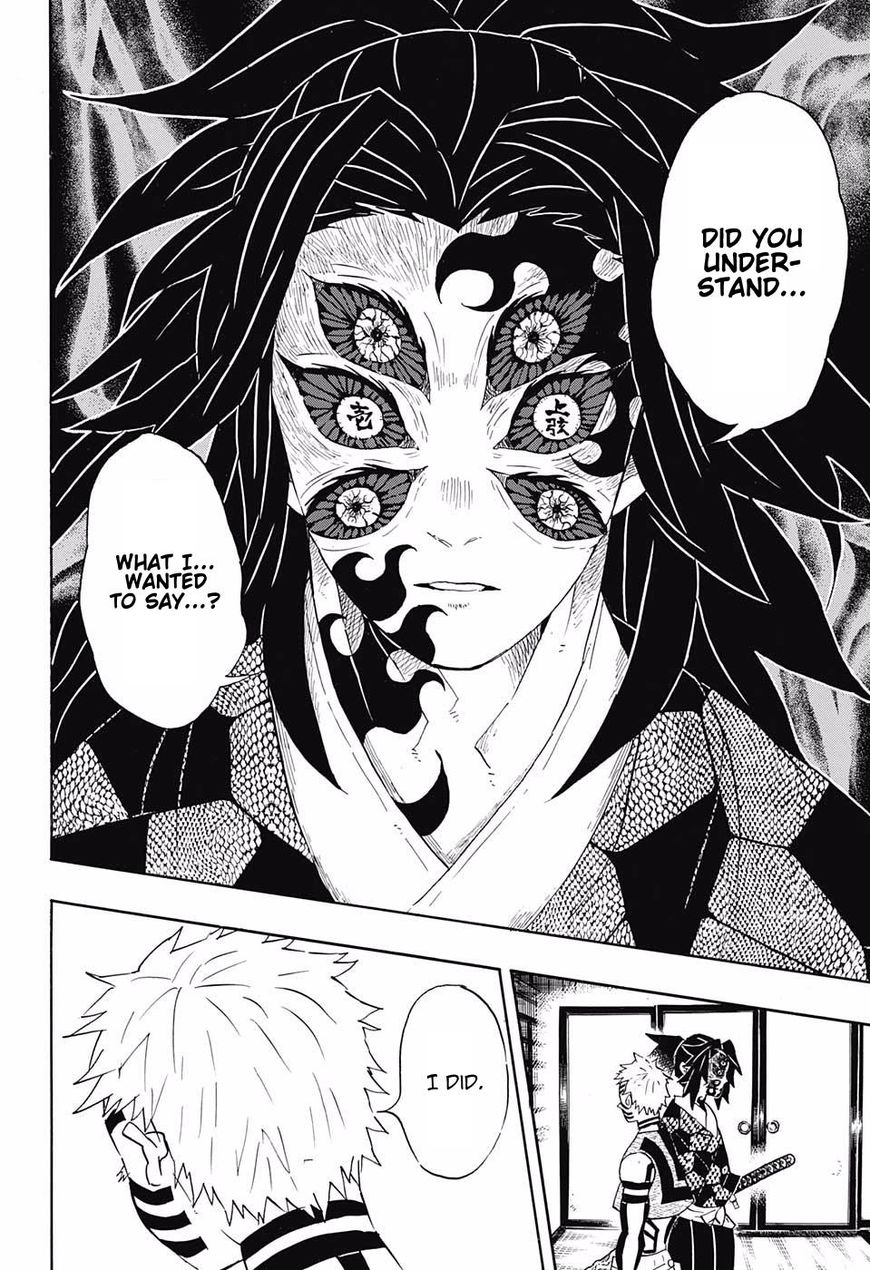 DID YOU
UNDER-
STAND...
上弦
壱
WHAT I...
WANTED
TO SAY...?
I DID.